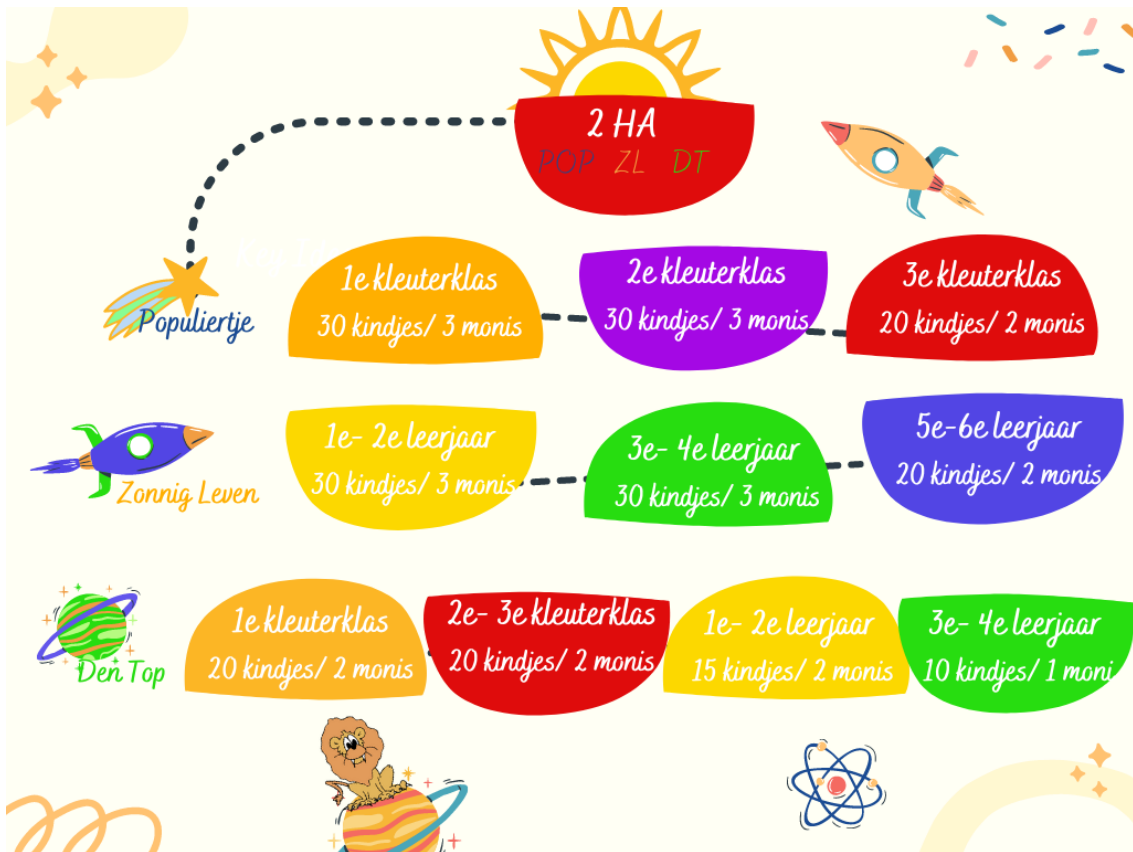 2 HA
POP ZL DT
1e kleuterklas
30 kindjes/ 3 monis
2e kleuterklas
30 kindjes/ 3 monis
3e kleuterklas
20 kindjes/ 2 monis
Populiertje
1e- 2e leerjaar
30 kindjes/ 3 monis
3e- 4e leerjaar
30 kindjes/ 3 monis
5e-6e leerjaar
20 kindjes/ 2 monis
Zonnig Leven
1e kleuterklas
20 kindjes/ 2 monis
2e- 3e kleuterklas
20 kindjes/ 2 monis
1e- 2e leerjaar
15 kindjes/ 2 monis
3e- 4e leerjaar
10 kindjes/ 1 moni
Den Top